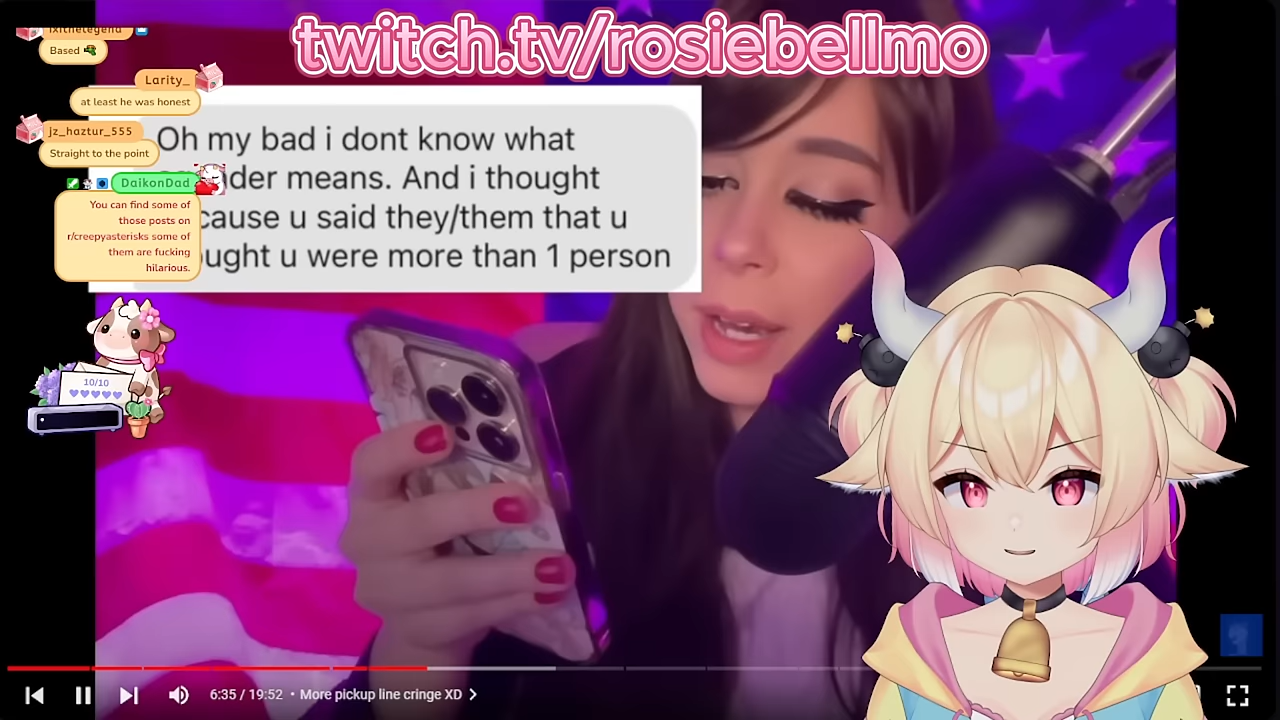 twitch.tv/rosiebellmo
Based
Larity_
at least he was honest
jz_haztur_555
Straight to the point
DaikonDad
You can find some of
those posts on
r/creepyasterisks some of
them are fucking
hilarious.
Oh my bad i dont know what
der means. And i thought
cause u said they/them that u
ought u were more than 1 person
10/10
6:35 / 19:52 • More pickup line cringe XD